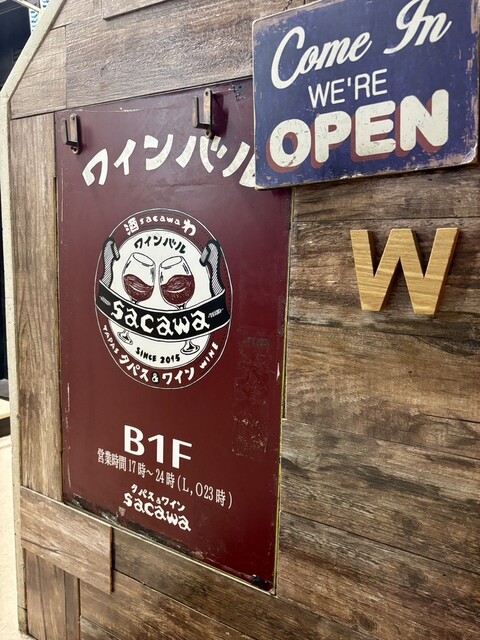 Come In
WE'RE
OPEN
W
ワインバル
酒 sacawa わ
ワインバル
sacawa
SINCE 2015
TAPAS タパス&ワイン WINE
B1F
営業時間17時～24時(L,O23時)
タパス&ワイン
sacawa